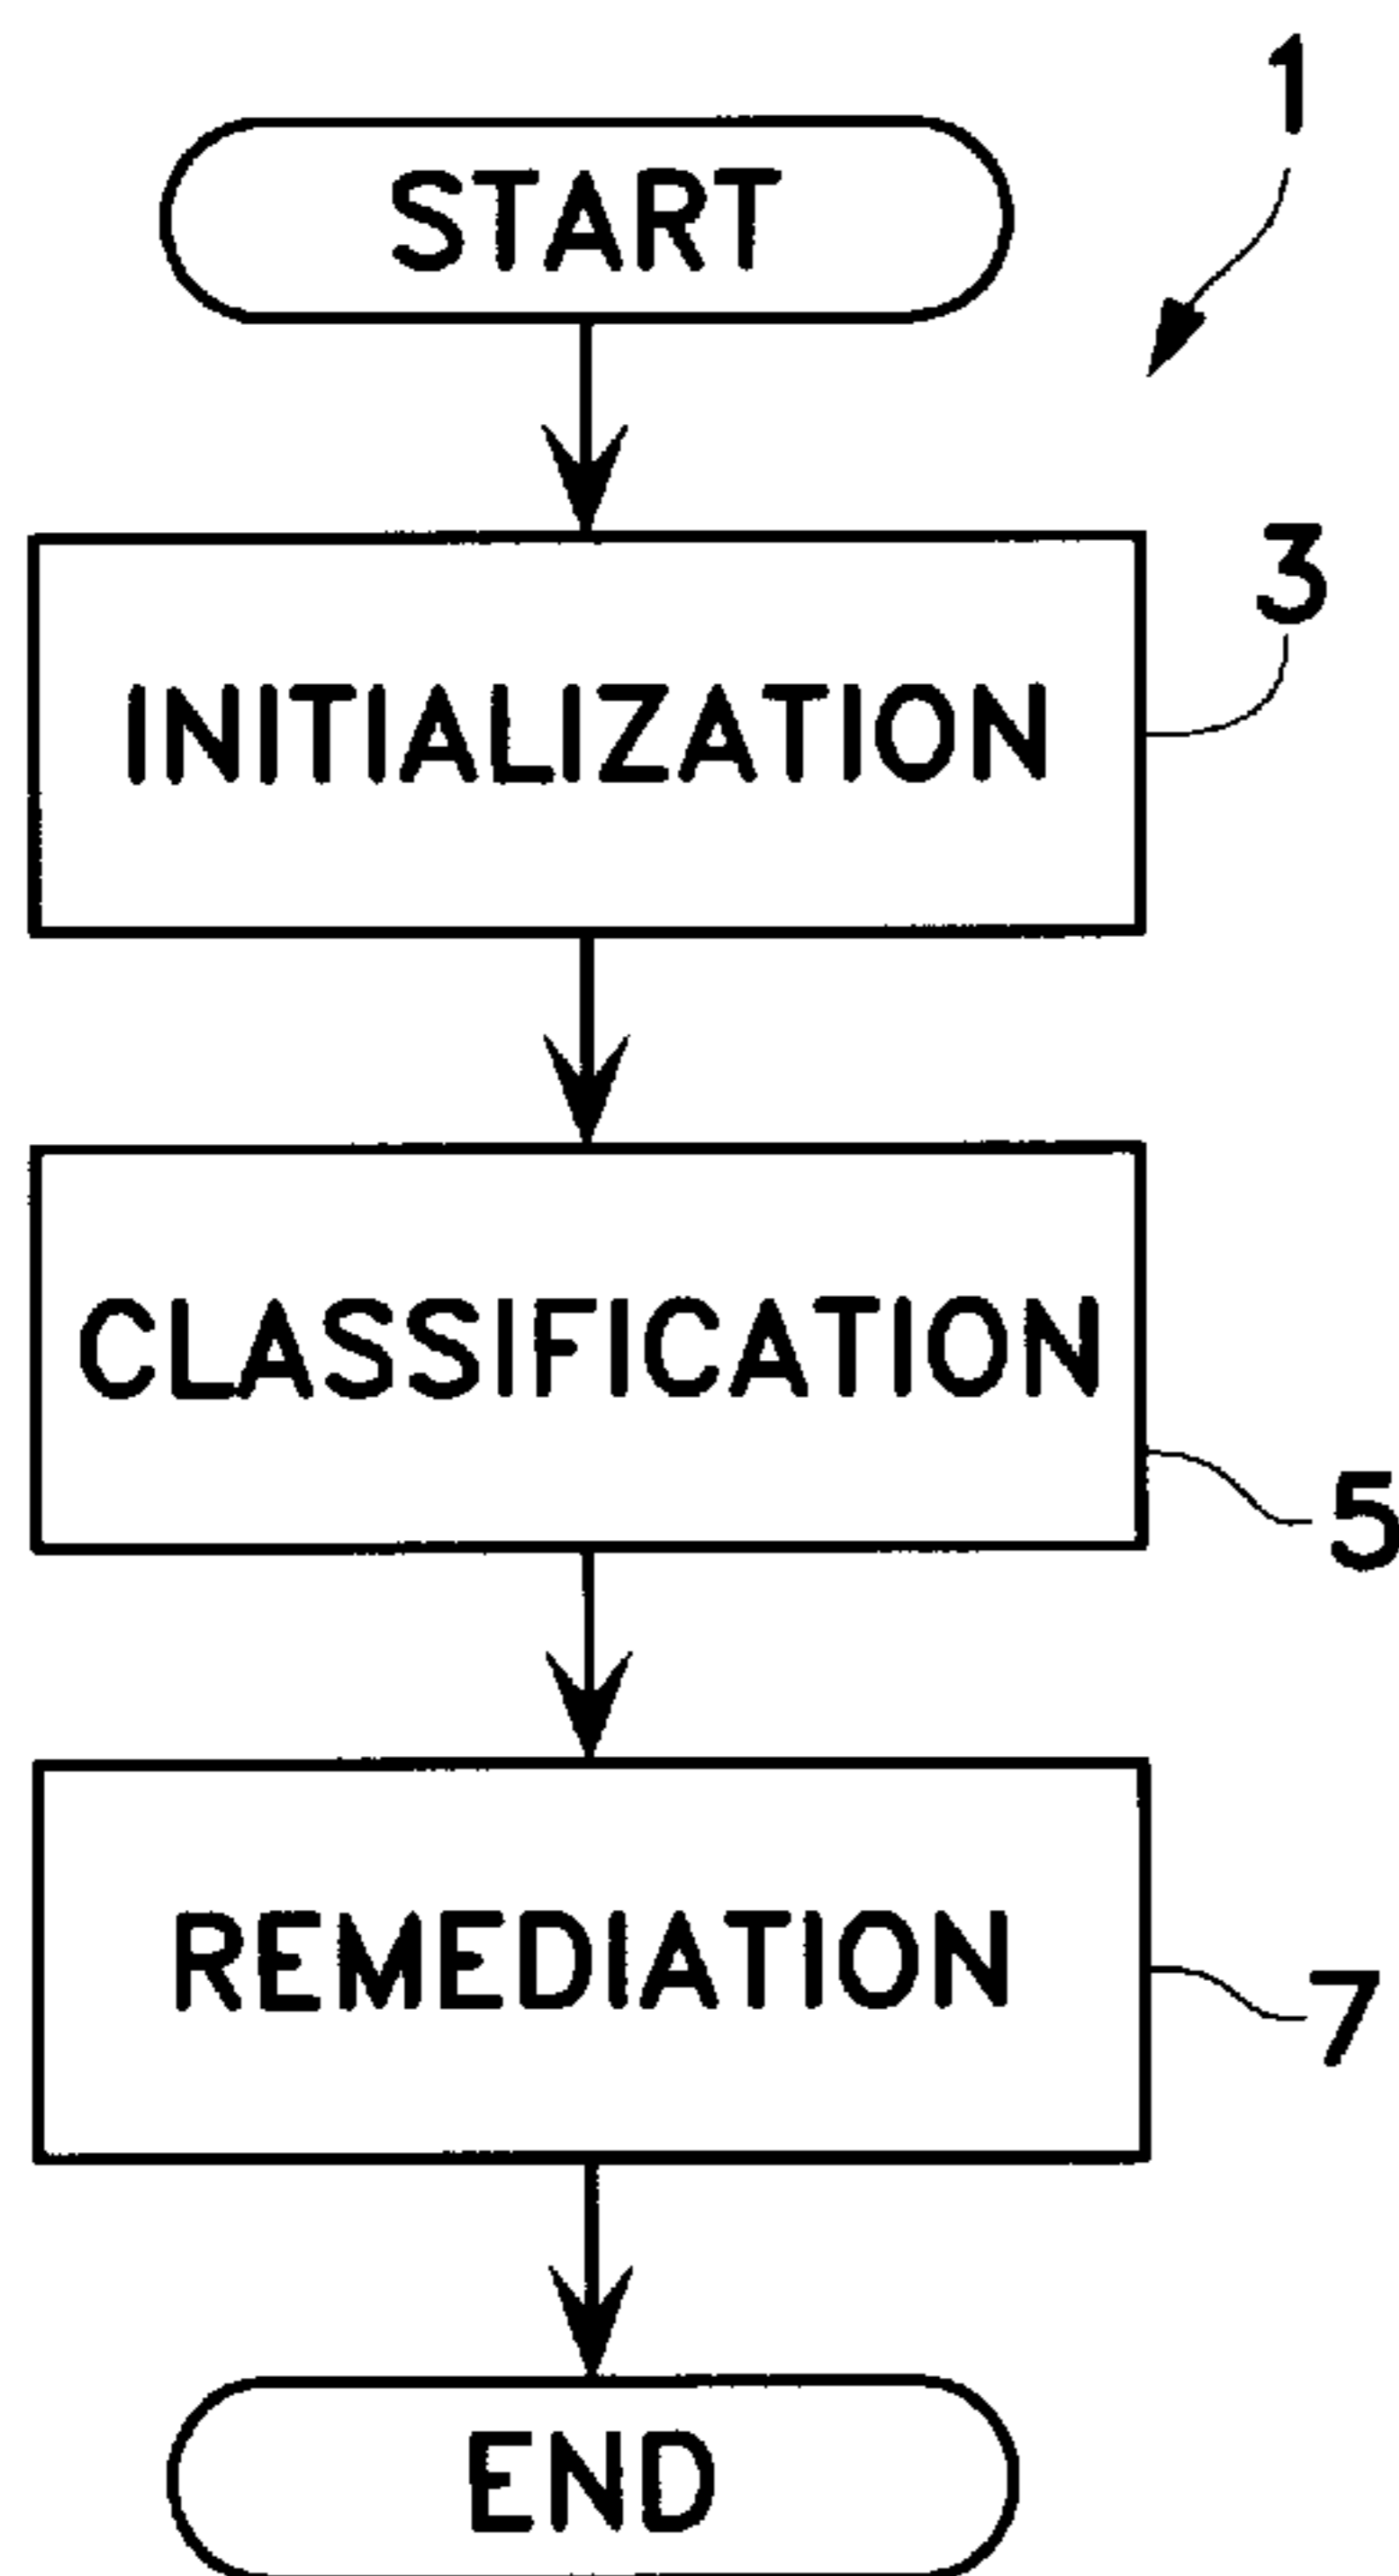 1
START
3
INITIALIZATION
CLASSIFICATION
5
REMEDIATION
7
END